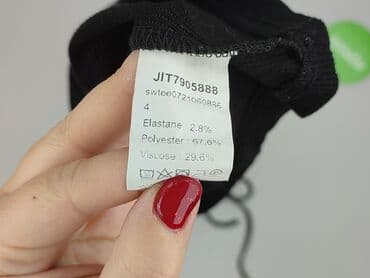 JIT7905888
swtee0721060886
4
Elastane 2.8%
Polyester 67.6%
Viscose 29.6%